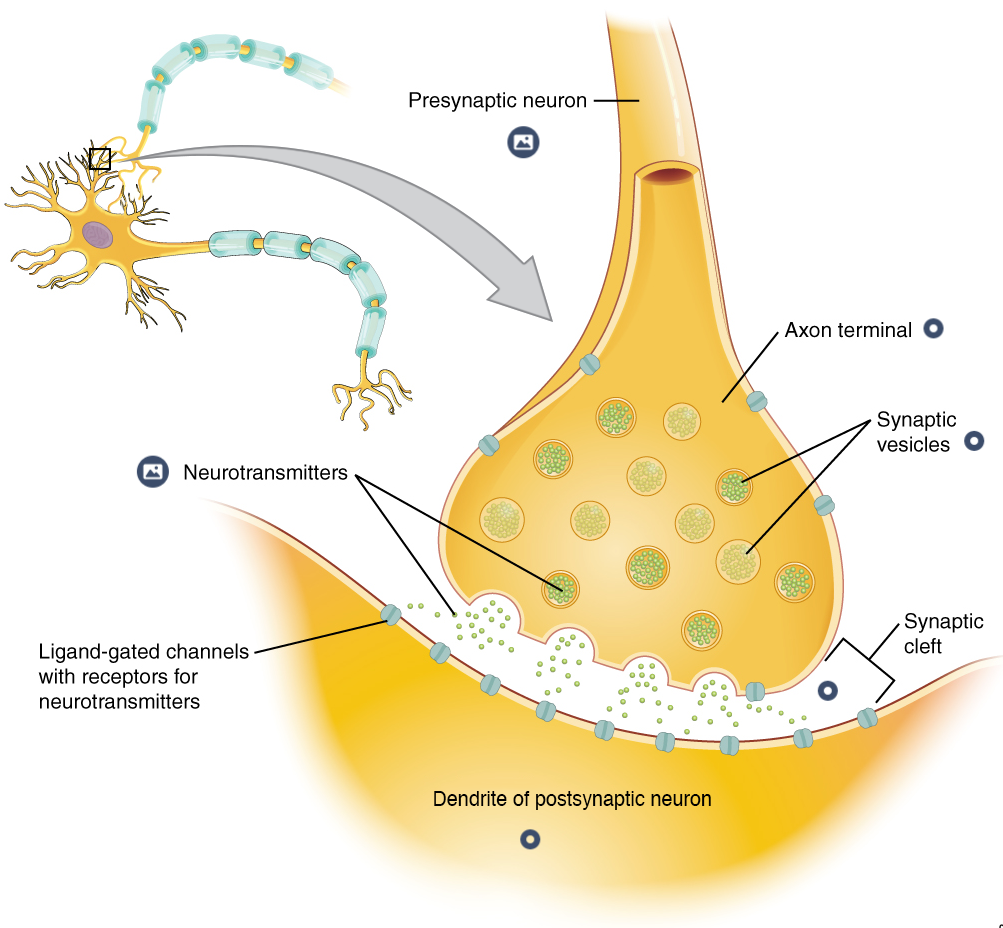 Presynaptic neuron
Axon terminal
Synaptic
vesicles
Neurotransmitters
Synaptic
cleft
Ligand-gated channels
with receptors for
neurotransmitters
Dendrite of postsynaptic neuron